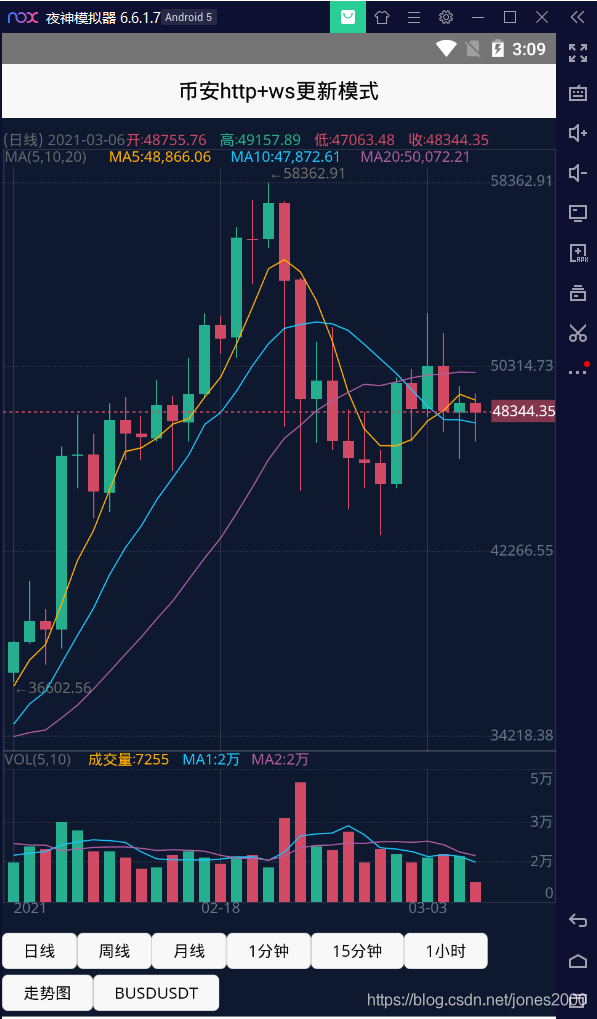 nox 夜神模拟器 6.6.1.7 Android 5
3:09
币安http+ws更新模式
(日线) 2021-03-06开:48755.76 高:49157.89 低:47063.48 收:48344.35
MA(5,10,20) MA5:48,866.06 MA10:47,872.61 MA20:50,072.21
←58362.91
58362.91
50314.73
48344.35
42266.55
←36602.56
34218.38
VOL(5,10) 成交量:7255 MA1:2万 MA2:2万
5万
3万
2万
0
2021 02-18 03-03
日线 周线 月线 1分钟 15分钟 1小时
走势图 BUSDUSDT
https://blog.csdn.net/jones2000
APK